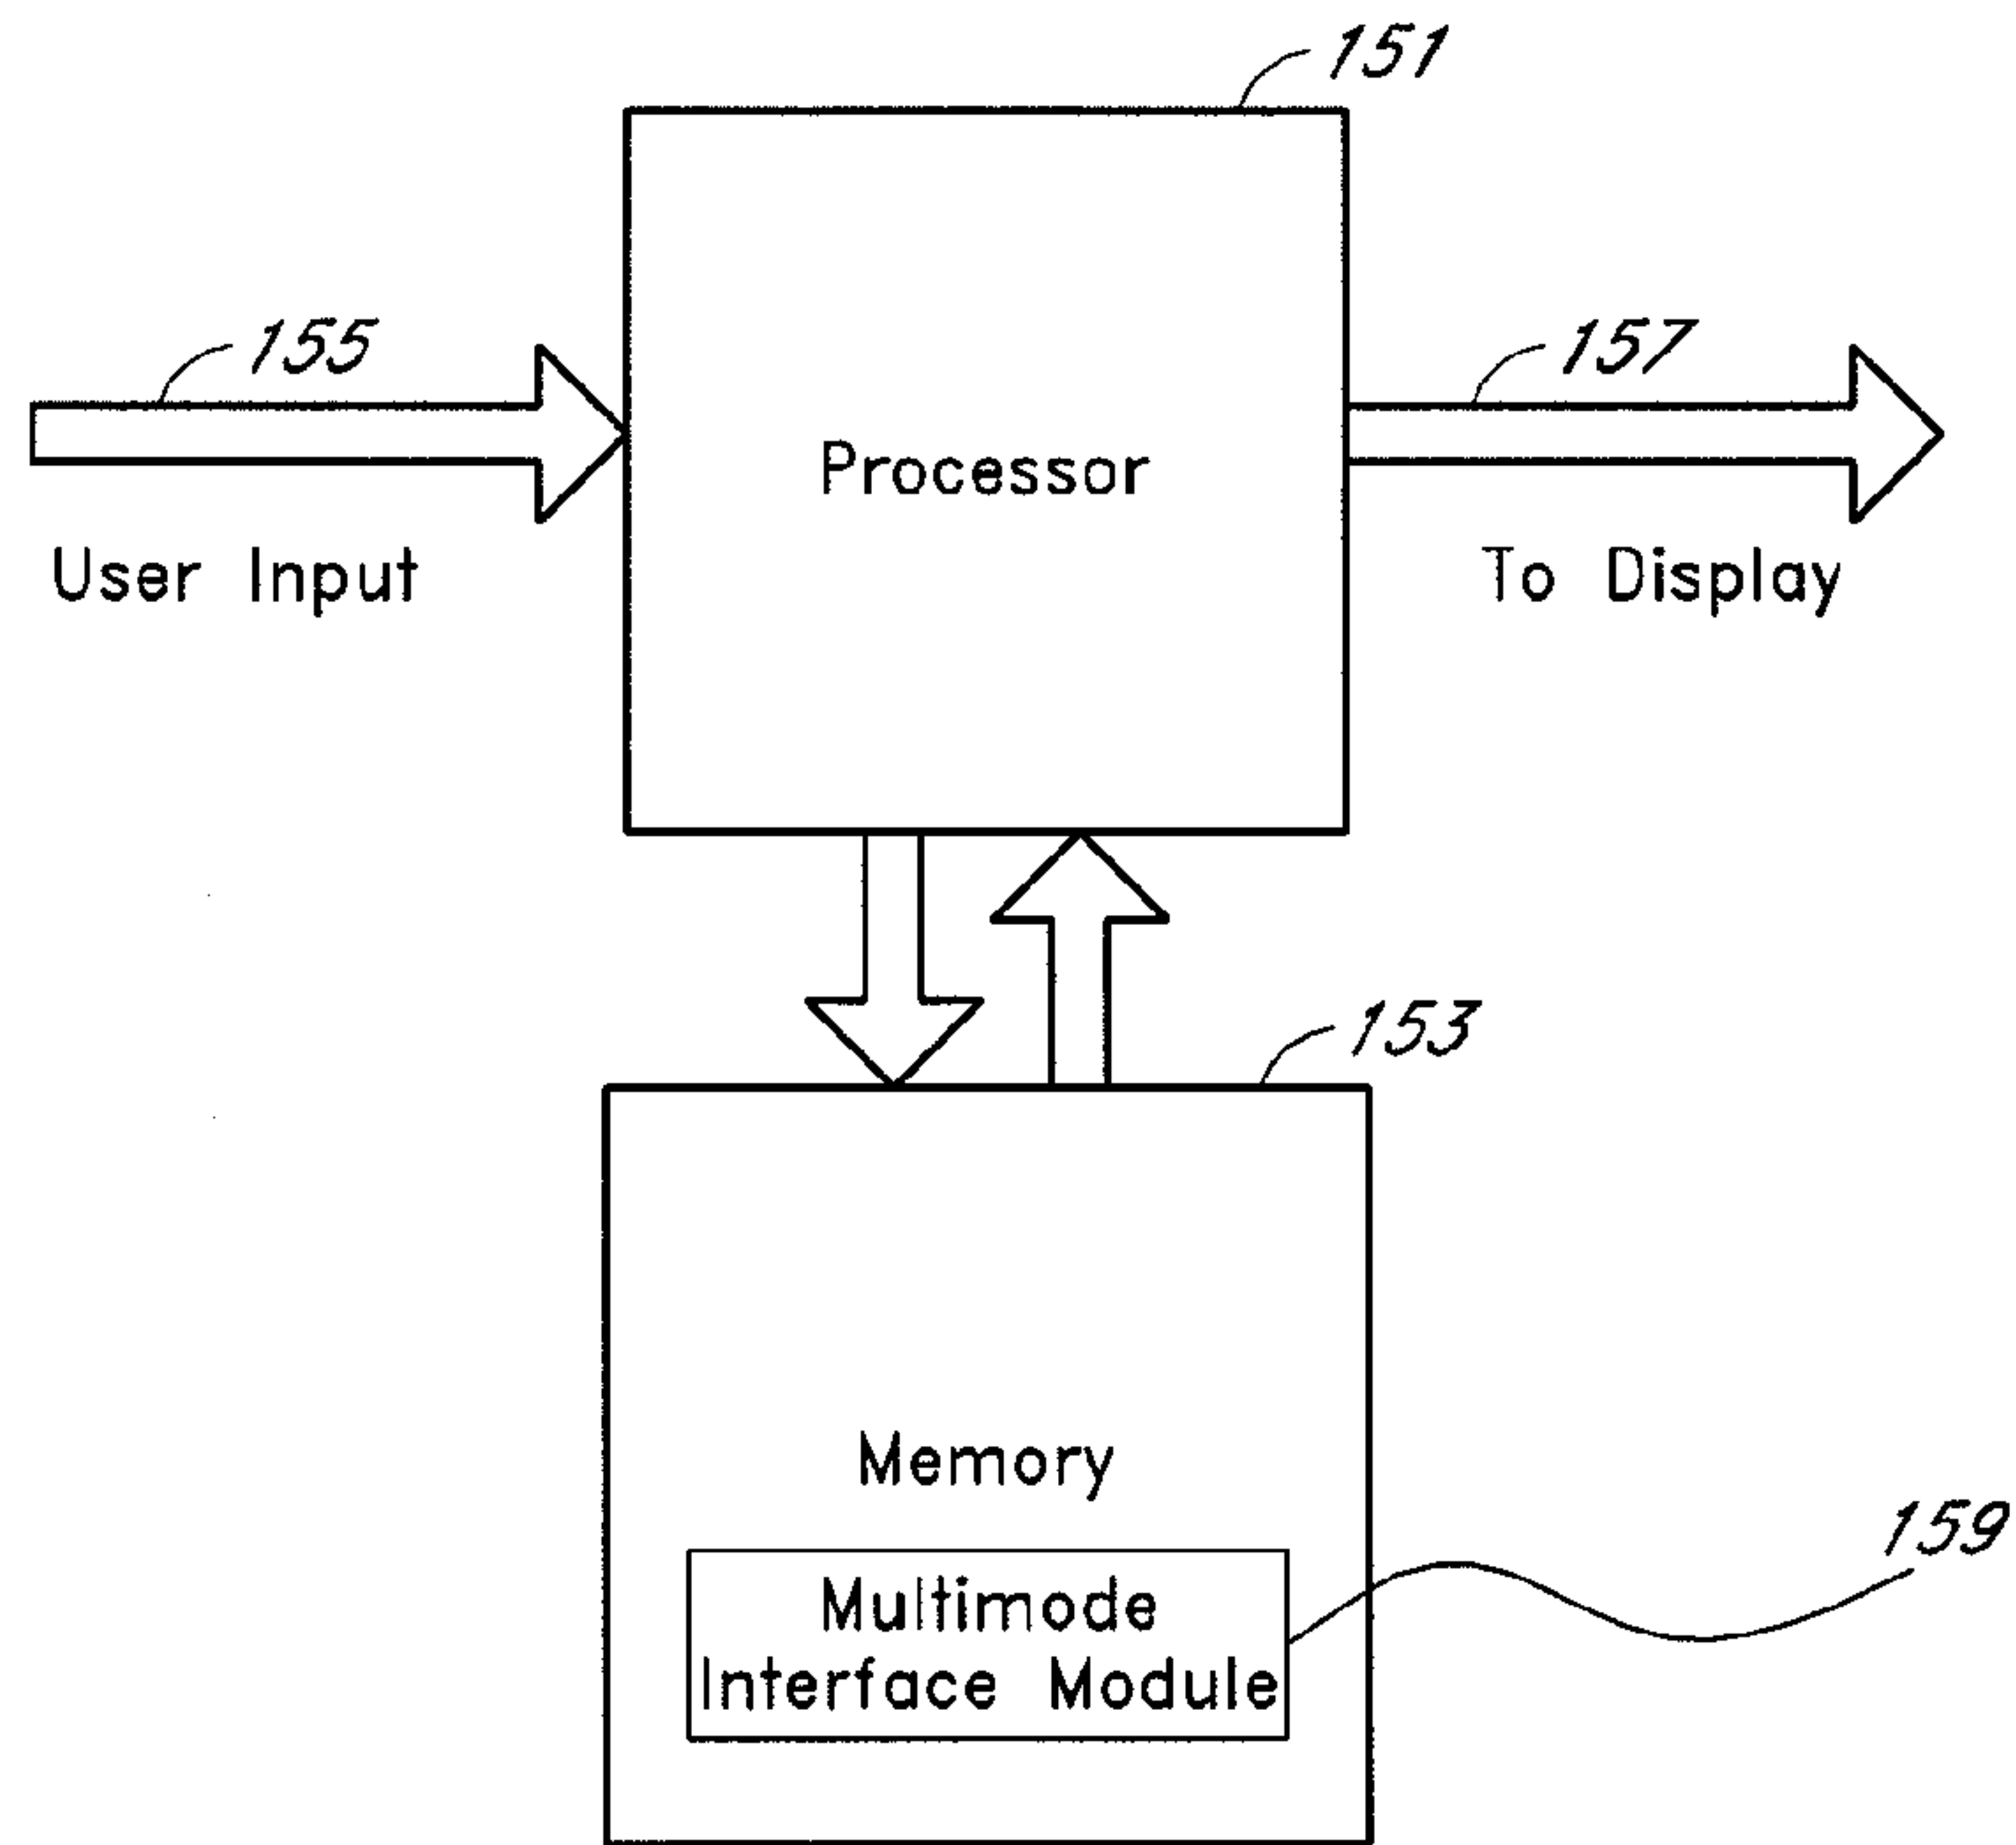 151
155
157
Processor
User Input
To Display
153
Memory
159
Multimode
Interface Module